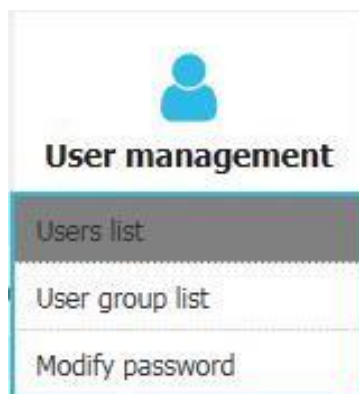 User management
Users list
User group list
Modify password